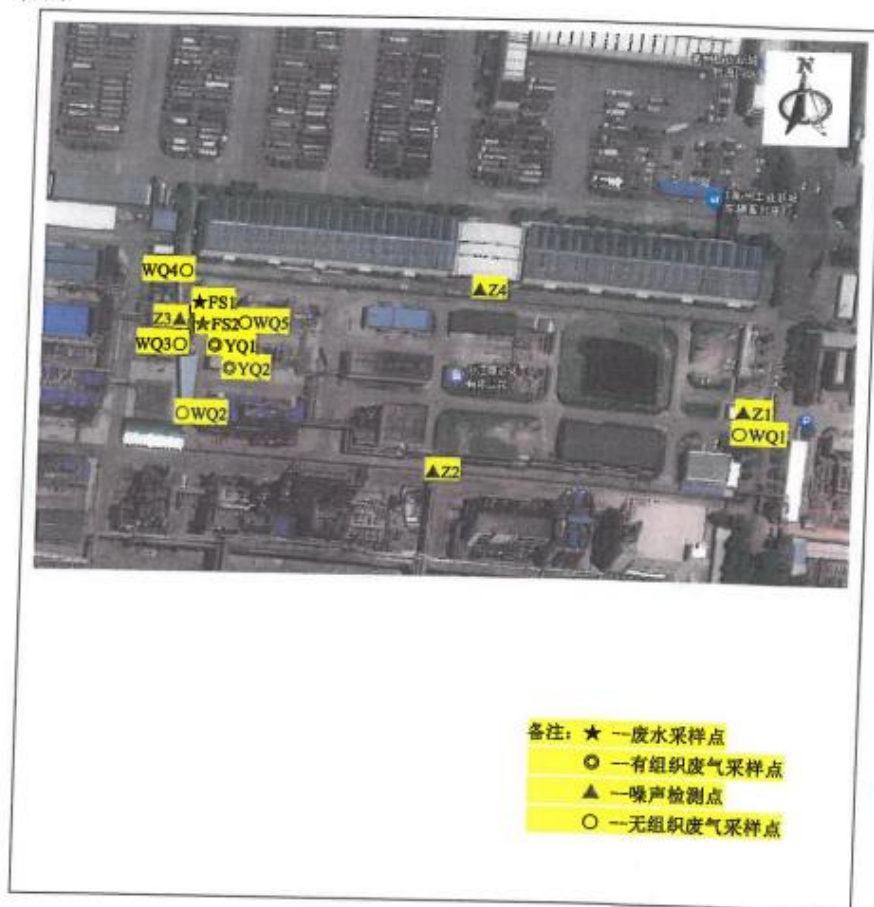 N
WQ4○
▲Z4
★FS1
Z3▲
★FS2
○WQ5
WQ3○
◎YQ1
◎YQ2
○WQ2
▲Z1
○WQ1
▲Z2
备注：★ —废水采样点
◎ —有组织废气采样点
▲ —噪声检测点
○ —无组织废气采样点